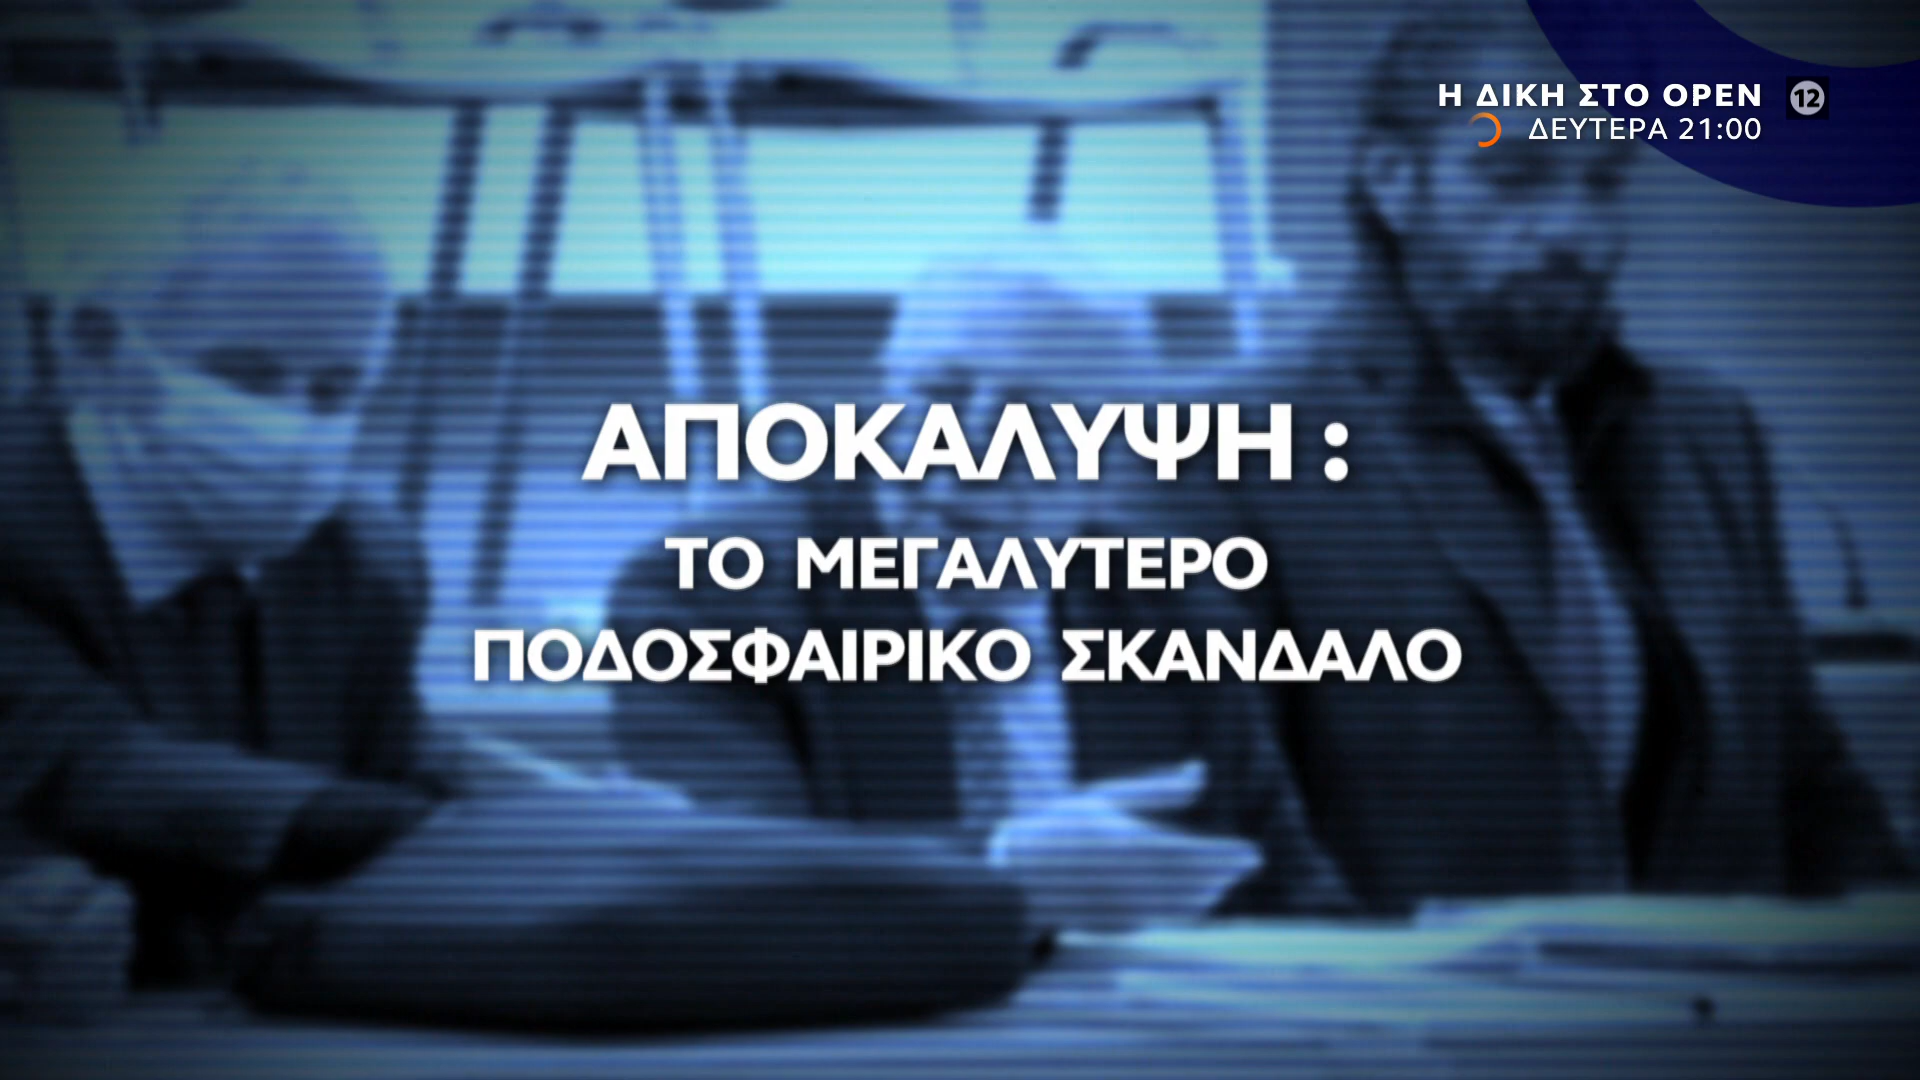 Η ΔΙΚΗ ΣΤΟ OPEN
12
ΔΕΥΤΕΡΑ 21:00
ΑΠΟΚΑΛΥΨΗ :
ΤΟ ΜΕΓΑΛΥΤΕΡΟ
ΠΟΔΟΣΦΑΙΡΙΚΟ ΣΚΑΝΔΑΛΟ